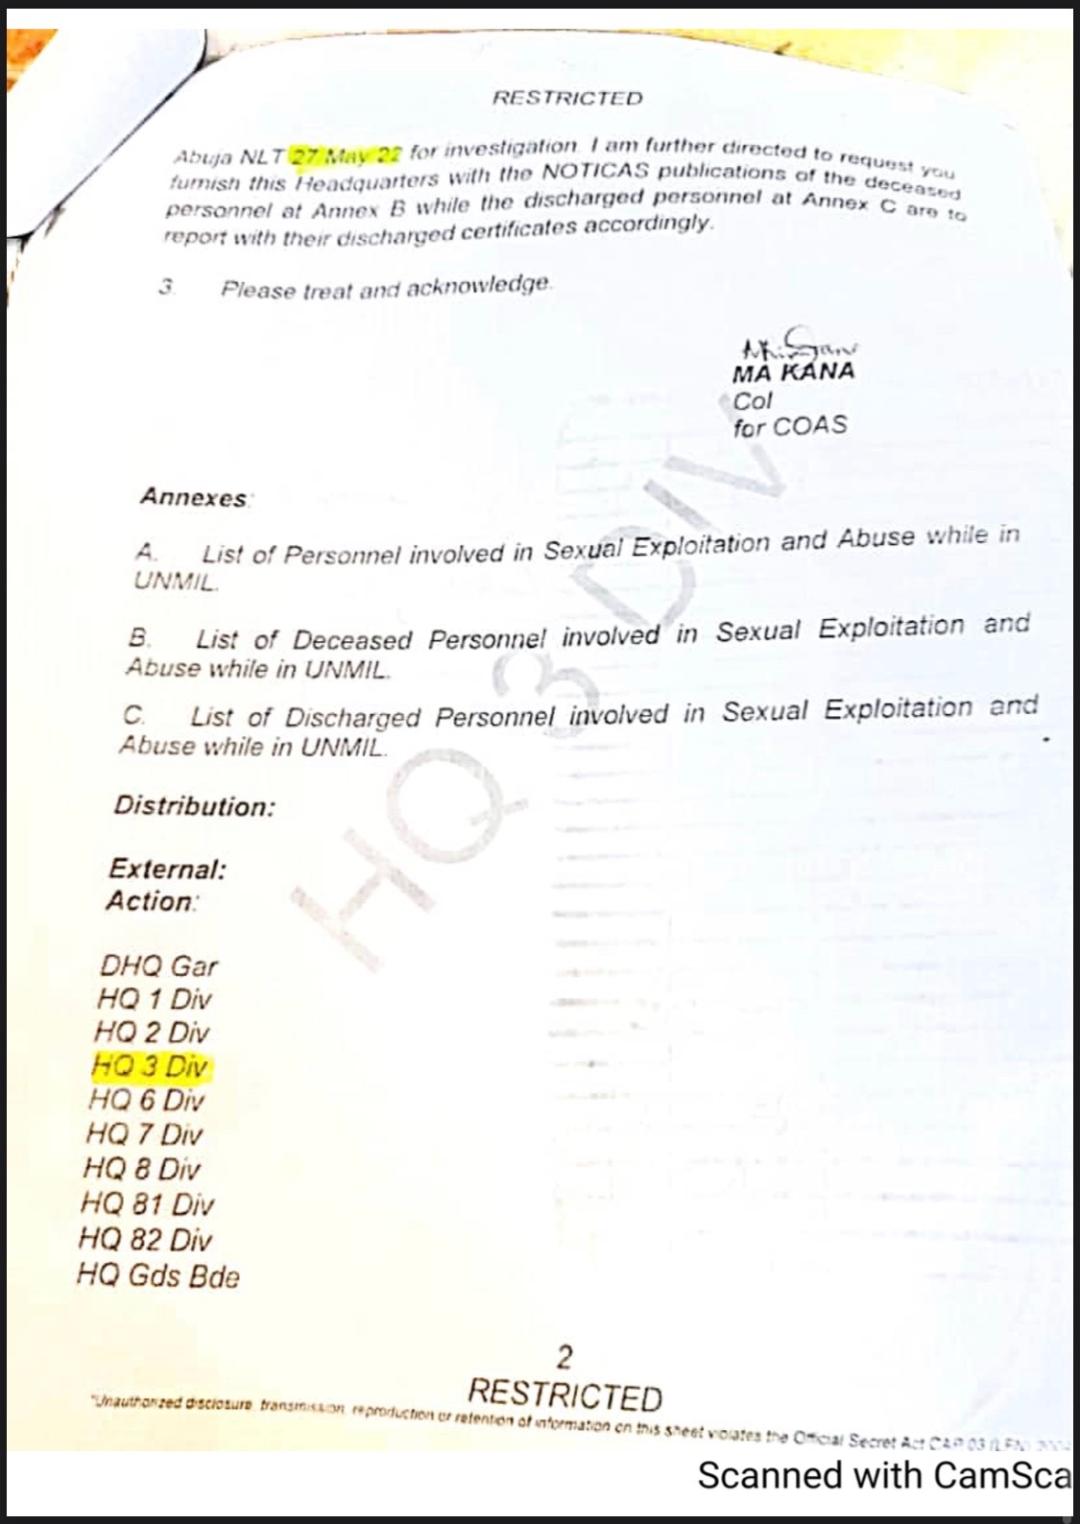 RESTRICTED
Abuja NLT 27 May 22 for investigation. I am further directed to request you
furnish this Headquarters with the NOTICAS publications of the deceased
personnel at Annex B while the discharged personnel at Annex C are to
report with their discharged certificates accordingly.
3. Please treat and acknowledge.
MA KANA
Col
for COAS
Annexes:
A. List of Personnel involved in Sexual Exploitation and Abuse while in
UNMIL.
B. List of Deceased Personnel involved in Sexual Exploitation and
Abuse while in UNMIL.
C. List of Discharged Personnel involved in Sexual Exploitation and
Abuse while in UNMIL.
HQ 3 DIV
Distribution:
External:
Action:
DHQ Gar
HQ 1 Div
HQ 2 Div
HQ 3 Div
HQ 6 Div
HQ 7 Div
HQ 8 Div
HQ 81 Div
HQ 82 Div
HQ Gds Bde
2
RESTRICTED
"Unauthorized disclosure, transmission, reproduction or retention of information on this sheet violates the Official Secret Act CAP 03 (LFN) 2004
Scanned with CamSca